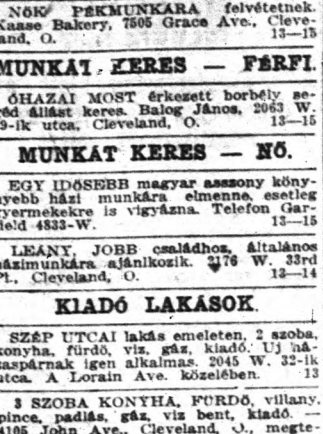 NŐK PÉKMUNKÁRA felvétetnek.
Kaase Bakery, 7505 Grace Ave., Cleve-
and, O. 13—15
MUNKÁT KERES — FÉRFI.
ÓHAZAI MOST érkezett borbély se-
éd állást keres. Balog János, 2063 W.
9-ik utca, Cleveland, O. 13—15
MUNKÁT KERES — NŐ.
EGY IDŐSEBB magyar asszony köny-
nyebb házi munkára elmenne, esetleg
yermekekre is vigyázna. Telefon Gar-
ield 4833-W. 13—15
LEÁNY, JOBB családhoz, általános
házimunkára ajánlkozik. 2176 W. 33rd
Pl., Cleveland, O. 13—14
KIADÓ LAKÁSOK.
SZÉP UTCAI lakás emeleten, 2 szoba,
konyha, fürdő, viz, gáz, kiadó. Uj há-
zaspárnak igen alkalmas. 2045 W. 32-ik
utca. A Lorain Ave. közelében. 13
3 SZOBA KONYHA, FÜRDŐ, villany,
pince, padlás, gáz, viz bent, kiadó. —
4105 John Ave., Cleveland, O., megte-